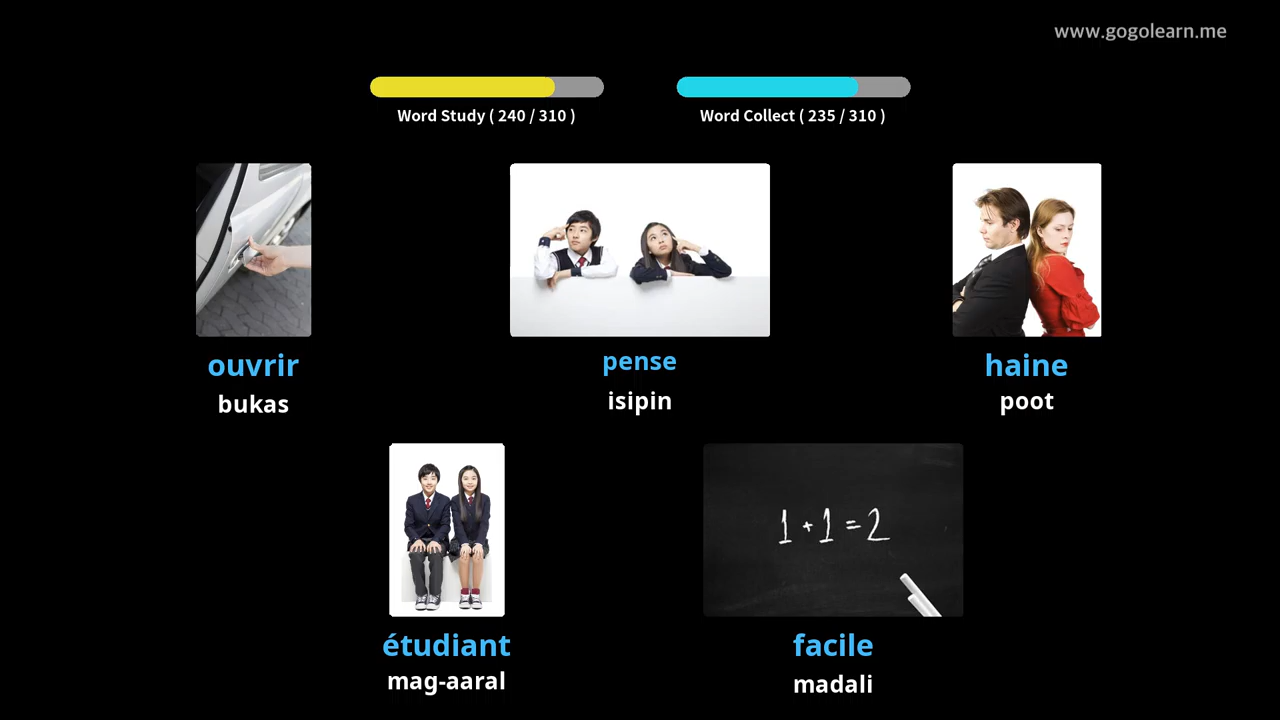 www.gogolearn.me
Word Study ( 240 / 310 )
Word Collect ( 235 / 310 )
ouvrir
bukas
pense
isipin
haine
poot
étudiant
mag-aaral
1 + 1 = 2
facile
madali